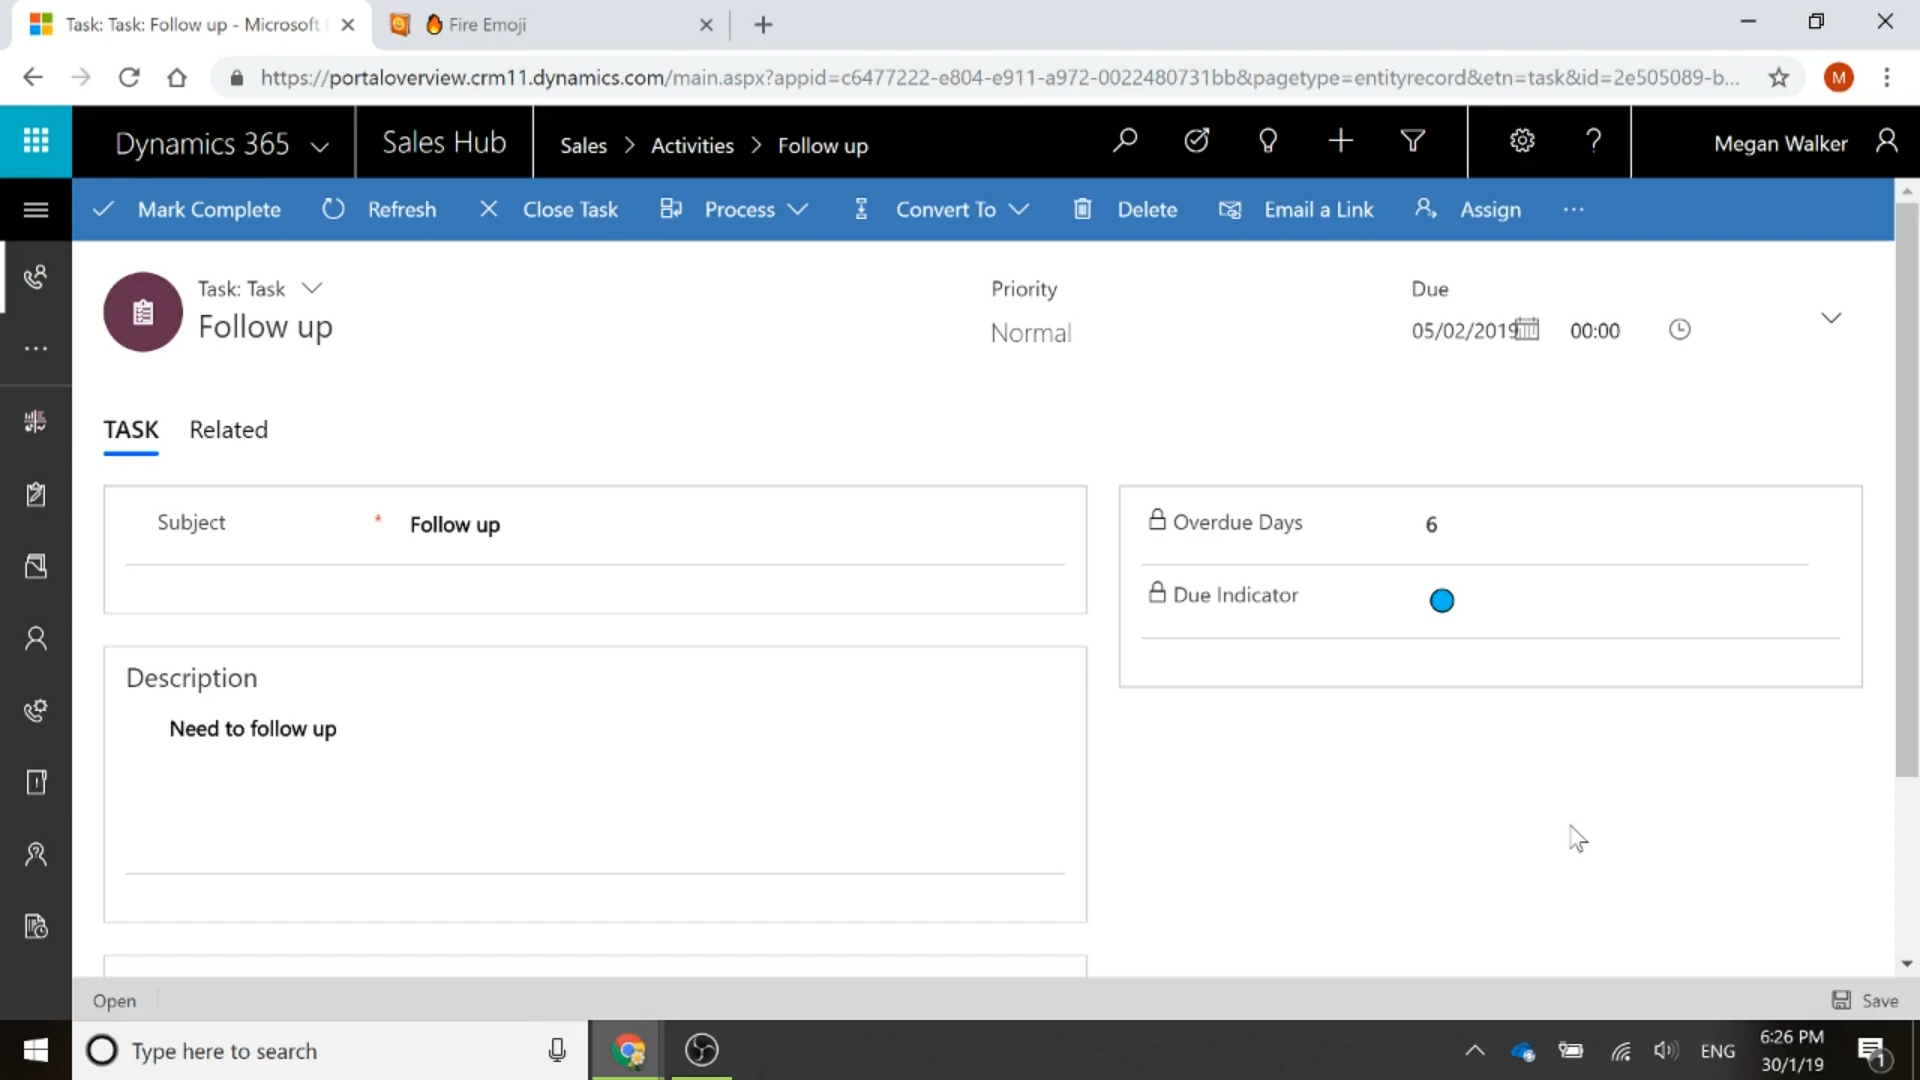 Task: Task: Follow up - Microsoft
Fire Emoji
https://portaloverview.crm11.dynamics.com/main.aspx?appid=c6477222-e804-e911-a972-0022480731bb&pagetype=entityrecord&etn=task&id=2e505089-b...
M
Dynamics 365
Sales Hub
Sales > Activities > Follow up
Megan Walker
Mark Complete
Refresh
Close Task
Process
Convert To
Delete
Email a Link
Assign
Task: Task
Follow up
Priority
Normal
Due
05/02/2019
00:00
TASK
Related
Subject * Follow up
Overdue Days 6
Due Indicator
Description
Need to follow up
Open
Save
Type here to search
ENG
6:26 PM
30/1/19
1